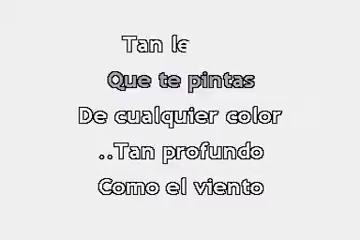 Tan le
Que te pintas
De cualquier color
..Tan profundo
Como el viento